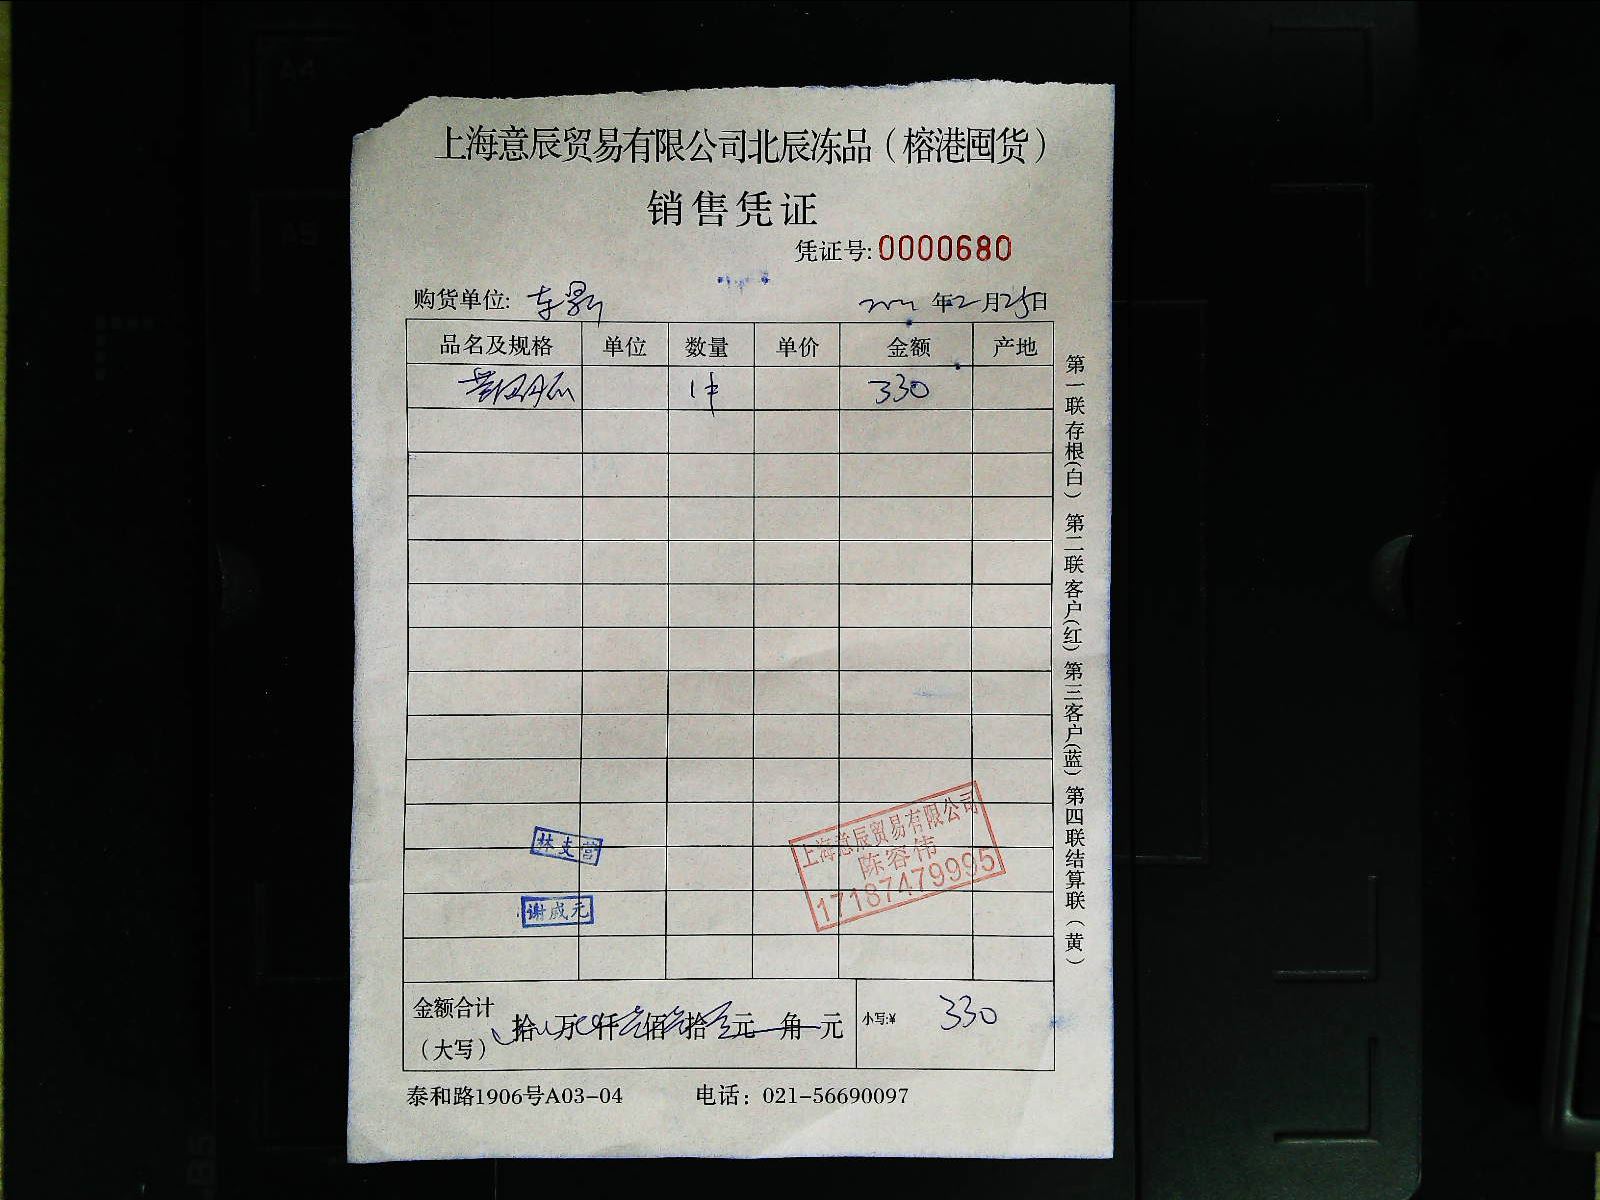 上海意辰贸易有限公司北辰冻品（榕港囤货）
销售凭证
凭证号:0000680
购货单位:
年2月25日
品名及规格 单位 数量 单价 金额 产地
1件 330
上海意辰贸易有限公司
陈容伟
17187479995
林支营
谢成元
金额合计（大写） 拾 万 仟 佰 拾 元 角 元 小写:¥ 330
泰和路1906号A03-04 电话：021-56690097
第一联存根（白）第二联客户（红）第三客户（蓝）第四联结算联（黄）